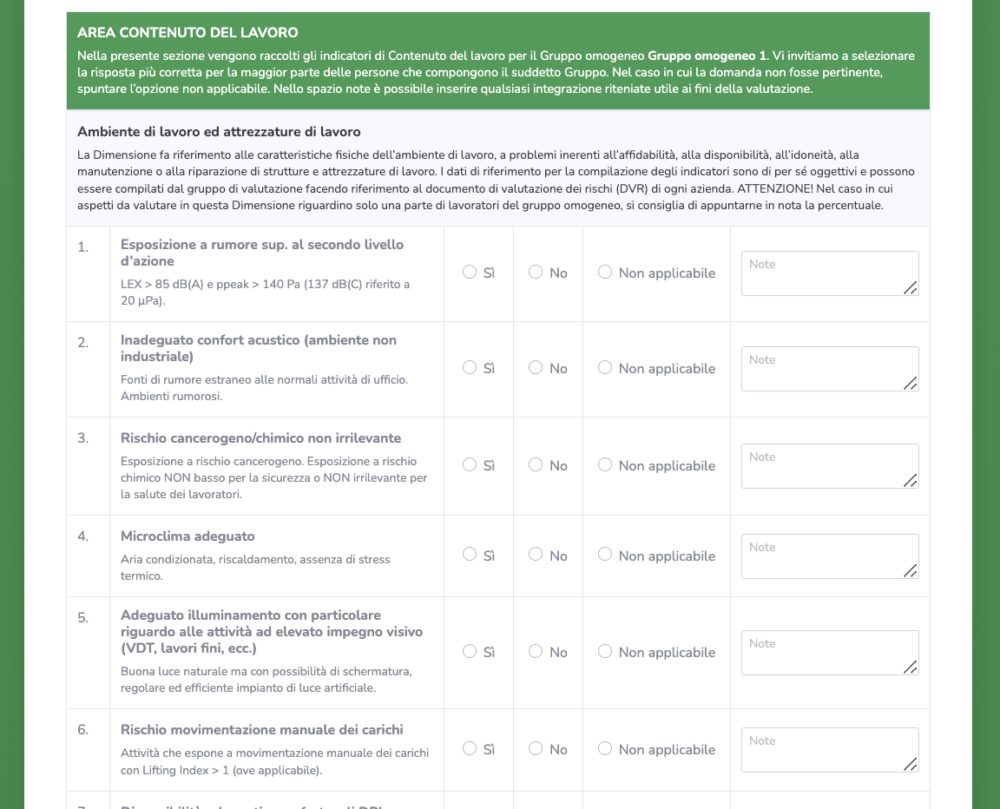 AREA CONTENUTO DEL LAVORO
Nella presente sezione vengono raccolti gli indicatori di Contenuto del lavoro per il Gruppo omogeneo Gruppo omogeneo 1. Vi invitiamo a selezionare
la risposta più corretta per la maggior parte delle persone che compongono il suddetto Gruppo. Nel caso in cui la domanda non fosse pertinente,
spuntare l'opzione non applicabile. Nello spazio note è possibile inserire qualsiasi integrazione riteniate utile ai fini della valutazione.
Ambiente di lavoro ed attrezzature di lavoro
La Dimensione fa riferimento alle caratteristiche fisiche dell'ambiente di lavoro, a problemi inerenti all'affidabilità, alla disponibilità, all'idoneità, alla
manutenzione o alla riparazione di strutture e attrezzature di lavoro. I dati di riferimento per la compilazione degli indicatori sono di per sé oggettivi e possono
essere compilati dal gruppo di valutazione facendo riferimento al documento di valutazione dei rischi (DVR) di ogni azienda. ATTENZIONE! Nel caso in cui
aspetti da valutare in questa Dimensione riguardino solo una parte di lavoratori del gruppo omogeneo, si consiglia di appuntarne in nota la percentuale.
1.
Esposizione a rumore sup. al secondo livello
d'azione
LEX > 85 dB(A) e ppeak > 140 Pa (137 dB(C) riferito a
20 μPa).
Sì
No
Non applicabile
Note
2.
Inadeguato confort acustico (ambiente non
industriale)
Fonti di rumore estraneo alle normali attività di ufficio.
Ambienti rumorosi.
Sì
No
Non applicabile
Note
3.
Rischio cancerogeno/chimico non irrilevante
Esposizione a rischio cancerogeno. Esposizione a rischio
chimico NON basso per la sicurezza o NON irrilevante per
la salute dei lavoratori.
Sì
No
Non applicabile
Note
4.
Microclima adeguato
Aria condizionata, riscaldamento, assenza di stress
termico.
Sì
No
Non applicabile
Note
5.
Adeguato illuminamento con particolare
riguardo alle attività ad elevato impegno visivo
(VDT, lavori fini, ecc.)
Buona luce naturale ma con possibilità di schermatura,
regolare ed efficiente impianto di luce artificiale.
Sì
No
Non applicabile
Note
6.
Rischio movimentazione manuale dei carichi
Attività che espone a movimentazione manuale dei carichi
con Lifting Index > 1 (ove applicabile).
Sì
No
Non applicabile
Note